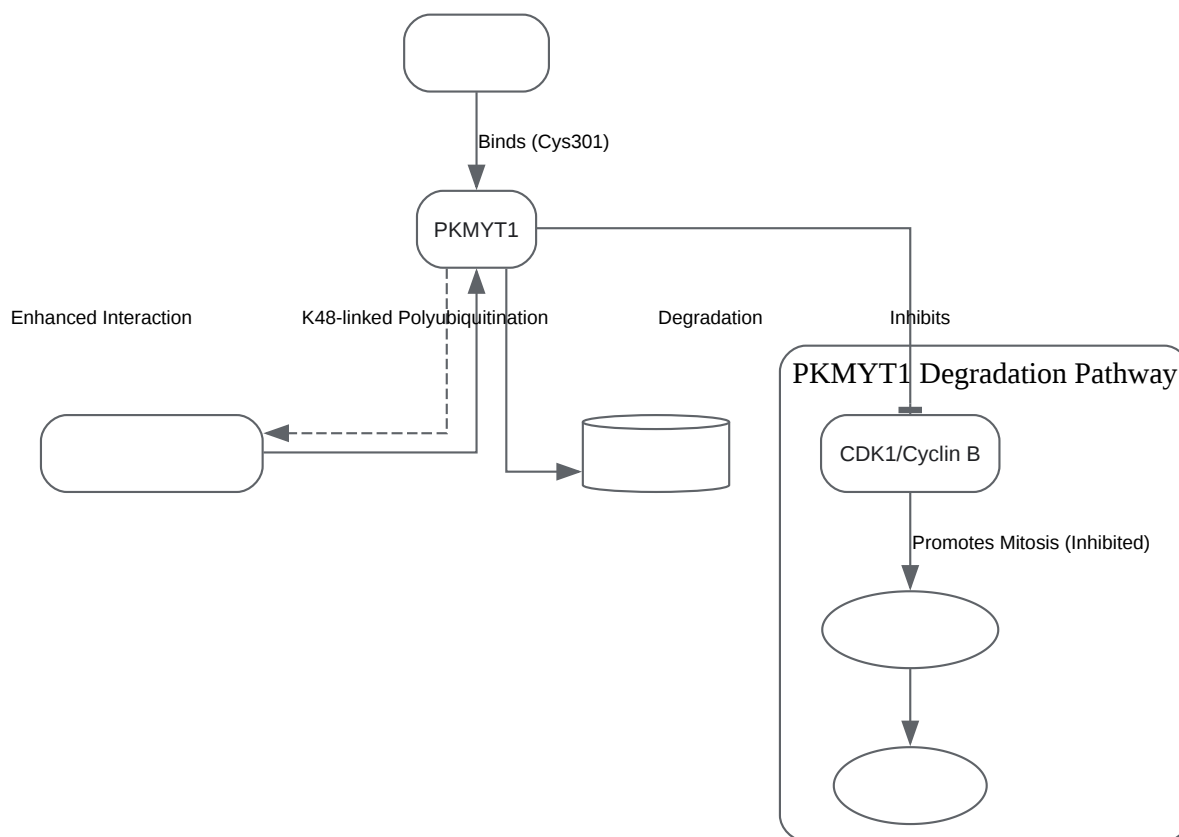 Binds (Cys301)
PKMYT1
Enhanced Interaction
K48-linked Polyubiquitination
Degradation
Inhibits
PKMYT1 Degradation Pathway
CDK1/Cyclin B
Promotes Mitosis (Inhibited)